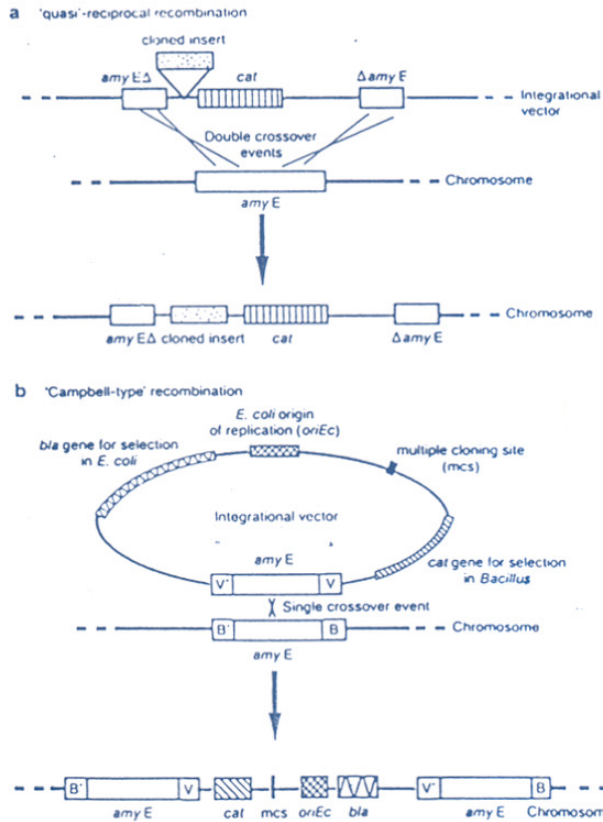 a 'quasi'-reciprocal recombination
cloned insert
amy EΔ
cat
Δ amy E
Integrational
vector
Double crossover
events
Chromosome
amy E
Chromosome
amy EΔ cloned insert cat Δ amy E
b 'Campbell-type' recombination
E. coli origin
of replication (oriEc)
bla gene for selection
in E. coli
multiple cloning site
(mcs)
Integrational vector
amy E
cat gene for selection
in Bacillus
V' V
Single crossover event
B' B
Chromosome
amy E
B' V V' B
amy E cat mcs oriEc bla amy E Chromosom